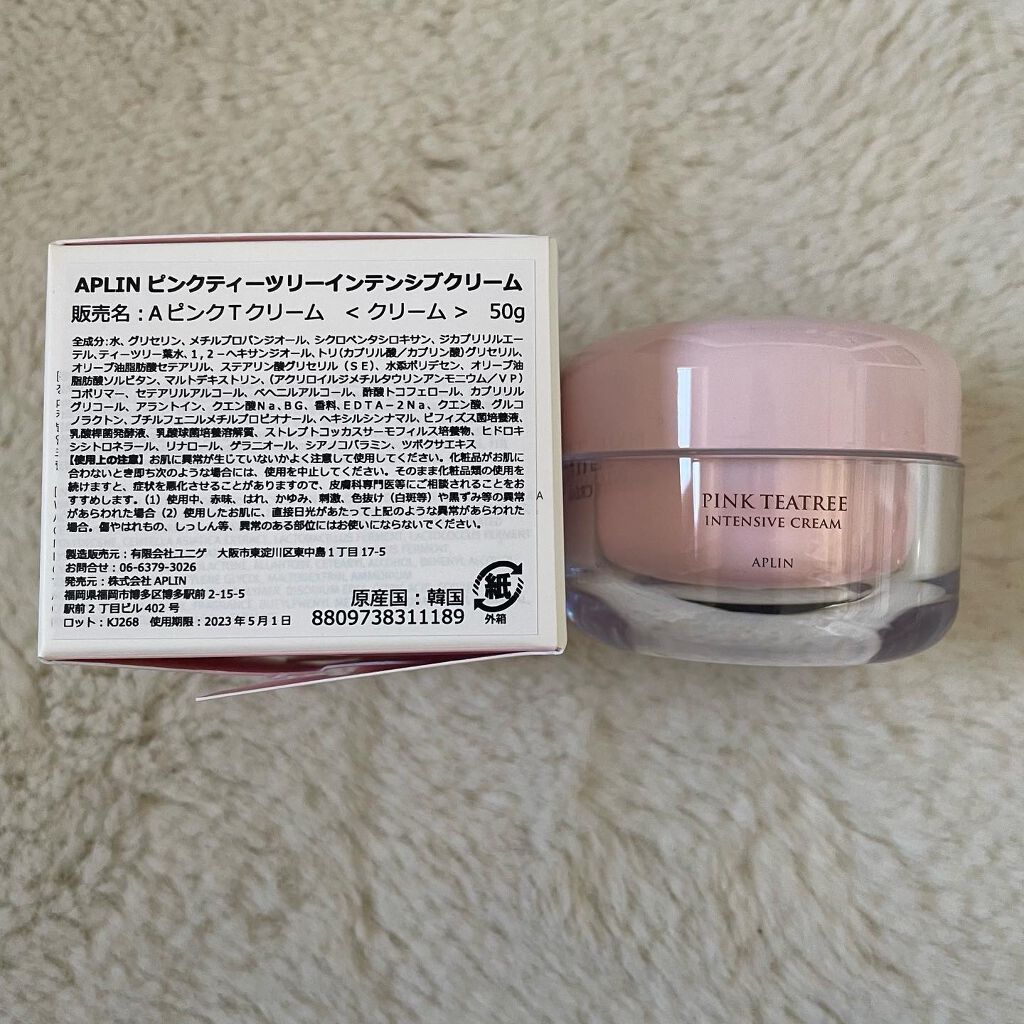 APLIN ピンクティーツリーインテンシブクリーム
販売名：AピンクTクリーム ＜クリーム＞ 50g
全成分:水、グリセリン、メチルプロパンジオール、シクロペンタシロキサン、ジカプリリルエー
テル、ティーツリー葉水、1，2－ヘキサンジオール、トリ(カプリル酸／カプリン酸)グリセリル、
オリーブ油脂肪酸セテアリル、ステアリン酸グリセリル（SE）、水添ポリデセン、オリーブ油
脂肪酸ソルビタン、マルトデキストリン、(アクリロイルジメチルタウリンアンモニウム／VP)
コポリマー、セテアリルアルコール、ベヘニルアルコール、酢酸トコフェロール、カプリリル
グリコール、アラントイン、クエン酸Na、BG、香料、EDTA－2Na、クエン酸、グルコ
ノラクトン、ブチルフェニルメチルプロピオナール、ヘキシルシンナマル、ビフィズス菌培養液、
乳酸桿菌発酵液、乳酸球菌培養溶解質、ストレプトコッカスサーモフィルス培養物、ヒドロキ
シシトロネラール、リナロール、ゲラニオール、シアノコバラミン、ツボクサエキス
【使用上の注意】お肌に異常が生じていないかよく注意して使用してください。化粧品がお肌に
合わないとき即ち次のような場合には、使用を中止してください。そのまま化粧品類の使用を
続けますと、症状を悪化させることがありますので、皮膚科専門医等にご相談されることをお
すすめします。(1）使用中、赤味、はれ、かゆみ、刺激、色抜け（白斑等）や黒ずみ等の異常
があらわれた場合（2）使用したお肌に、直接日光があたって上記のような異常があらわれた
場合。傷やはれもの、しっしん等、異常のある部位にはお使いにならないでください。
製造販売元：有限会社ユニゲ 大阪市東淀川区東中島1丁目17-5
お問合せ：06-6379-3026
発売元：株式会社 APLIN
福岡県福岡市博多区博多駅前 2-15-5
駅前2丁目ビル 402号
ロット：KJ268 使用期限：2023年5月1日
原産国：韓国
8809738311189
紙
外箱
PINK TEATREE
INTENSIVE CREAM
APLIN